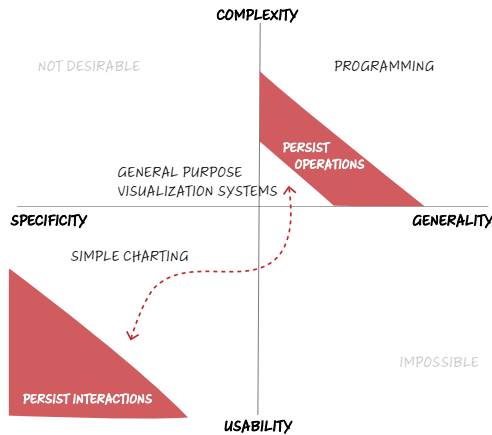 COMPLEXITY
NOT DESIRABLE
PROGRAMMING
PERSIST
OPERATIONS
GENERAL PURPOSE
VISUALIZATION SYSTEMS
SPECIFICITY
GENERALITY
SIMPLE CHARTING
IMPOSSIBLE
PERSIST INTERACTIONS
USABILITY